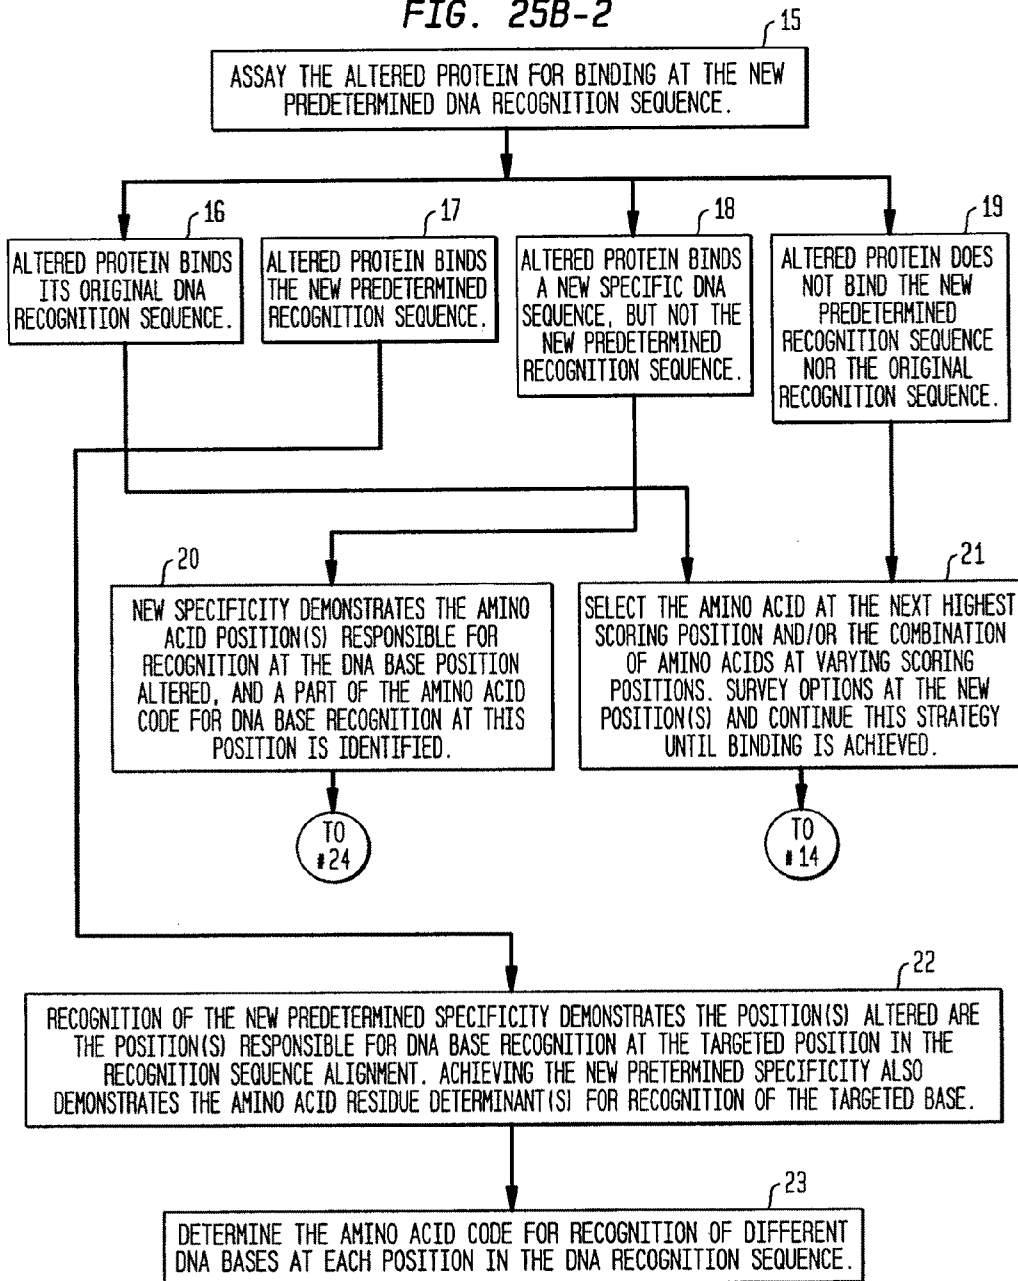 FIG. 25B-2
15
ASSAY THE ALTERED PROTEIN FOR BINDING AT THE NEW
PREDETERMINED DNA RECOGNITION SEQUENCE.
16
ALTERED PROTEIN BINDS
ITS ORIGINAL DNA
RECOGNITION SEQUENCE.
17
ALTERED PROTEIN BINDS
THE NEW PREDETERMINED
RECOGNITION SEQUENCE.
18
ALTERED PROTEIN BINDS
A NEW SPECIFIC DNA
SEQUENCE, BUT NOT THE
NEW PREDETERMINED
RECOGNITION SEQUENCE.
19
ALTERED PROTEIN DOES
NOT BIND THE NEW
PREDETERMINED
RECOGNITION SEQUENCE
NOR THE ORIGINAL
RECOGNITION SEQUENCE.
20
NEW SPECIFICITY DEMONSTRATES THE AMINO
ACID POSITION(S) RESPONSIBLE FOR
RECOGNITION AT THE DNA BASE POSITION
ALTERED, AND A PART OF THE AMINO ACID
CODE FOR DNA BASE RECOGNITION AT THIS
POSITION IS IDENTIFIED.
TO
#24
21
SELECT THE AMINO ACID AT THE NEXT HIGHEST
SCORING POSITION AND/OR THE COMBINATION
OF AMINO ACIDS AT VARYING SCORING
POSITIONS. SURVEY OPTIONS AT THE NEW
POSITION(S) AND CONTINUE THIS STRATEGY
UNTIL BINDING IS ACHIEVED.
TO
#14
22
RECOGNITION OF THE NEW PREDETERMINED SPECIFICITY DEMONSTRATES THE POSITION(S) ALTERED ARE
THE POSITION(S) RESPONSIBLE FOR DNA BASE RECOGNITION AT THE TARGETED POSITION IN THE
RECOGNITION SEQUENCE ALIGNMENT. ACHIEVING THE NEW PRETERMINED SPECIFICITY ALSO
DEMONSTRATES THE AMINO ACID RESIDUE DETERMINANT(S) FOR RECOGNITION OF THE TARGETED BASE.
23
DETERMINE THE AMINO ACID CODE FOR RECOGNITION OF DIFFERENT
DNA BASES AT EACH POSITION IN THE DNA RECOGNITION SEQUENCE.